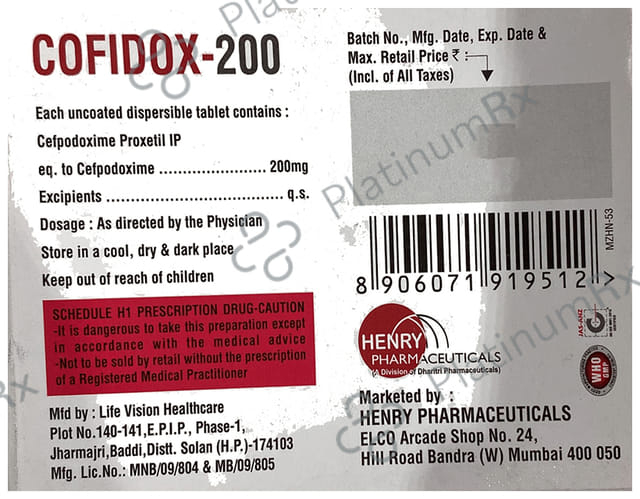 COFIDOX-200
Each uncoated dispersible tablet contains :
Cefpodoxime Proxetil IP
eq. to Cefpodoxime ........................ 200mg
Excipients ........................................ q.s.
Dosage : As directed by the Physician
Store in a cool, dry & dark place
Keep out of reach of children
SCHEDULE H1 PRESCRIPTION DRUG-CAUTION
-It is dangerous to take this preparation except
in accordance with the medical advice
-Not to be sold by retail without the prescription
of a Registered Medical Practitioner
Mfd by : Life Vision Healthcare
Plot No.140-141,E.P.I.P., Phase-1,
Jharmajri,Baddi,Distt. Solan (H.P.)-174103
Mfg. Lic.No.: MNB/09/804 & MB/09/805
Batch No., Mfg. Date, Exp. Date &
Max. Retail Price ₹ :
(Incl. of All Taxes)
MZHN-53
8 906071 919512 >
HENRY
PHARMACEUTICALS
(A Division of Dharitri Pharmaceuticals)
JAS-ANZ
WHO
GMP
Marketed by :
HENRY PHARMACEUTICALS
ELCO Arcade Shop No. 24,
Hill Road Bandra (W) Mumbai 400 050
PlatinumRx
PlatinumRx